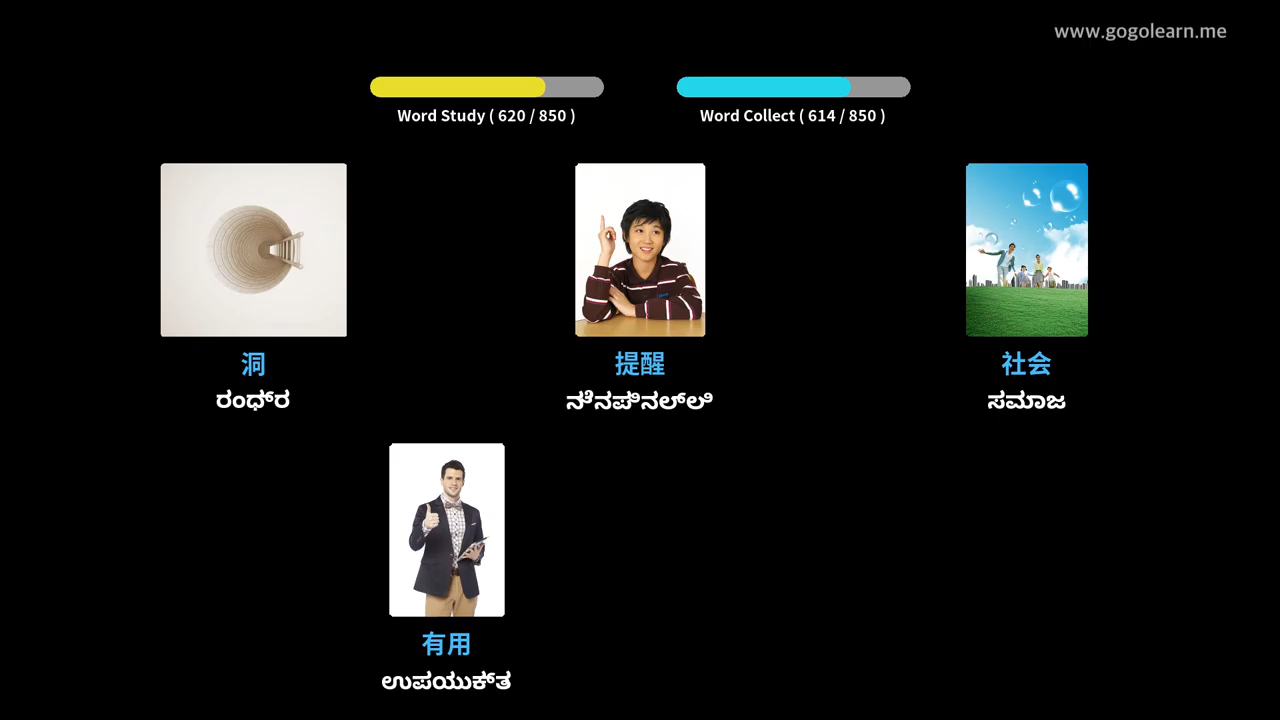 www.gogolearn.me
Word Study ( 620 / 850 )
Word Collect ( 614 / 850 )
洞
提醒
社会
ರಂಧ್ರ
ನೆನಪಿನಲ್ಲಿ
ಸಮಾಜ
有用
ಉಪಯುಕ್ತ